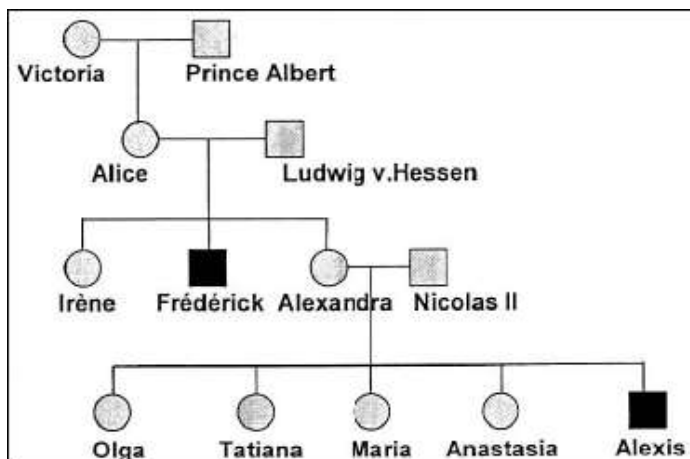 Victoria Prince Albert
Alice Ludwig v.Hessen
Irène Frédérick Alexandra Nicolas II
Olga Tatiana Maria Anastasia Alexis